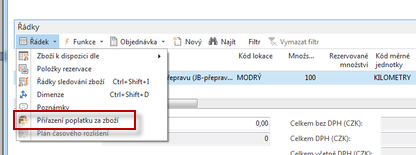 Řádky
Řádek Funkce Objednávka Nový Najít Filtr Vymazat filtr
Zboží k dispozici dle
Položky rezervace
Řádky sledování zboží Ctrl+Shift+I
Dimenze Ctrl+Shift+D
Poznámky
Přiřazení poplatku za zboží
Plán časového rozlišení
Kód lokace Množs... Rezervované množství Kód měrné jednotky
přepravu (JB-přeprav... MODRÝ 100 KILOMETRY
0,00 Celkem bez DPH (CZK):
0 Celkem DPH (CZK):
Celkem včetně DPH (CZK):